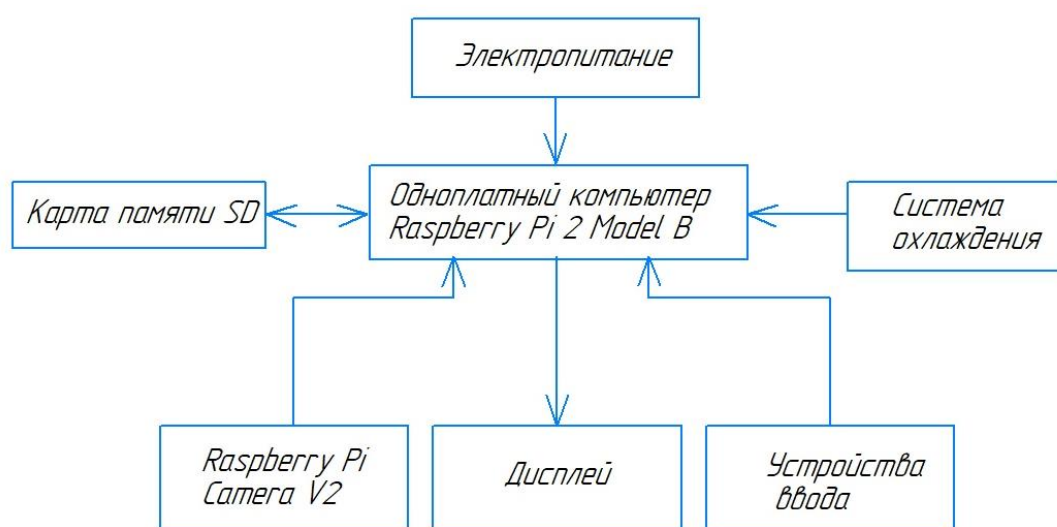 Электропитание
Карта памяти SD
Одноплатный компьютер
Raspberry Pi 2 Model B
Система
охлаждения
Raspberry Pi
Camera V2
Дисплей
Устройства
ввода